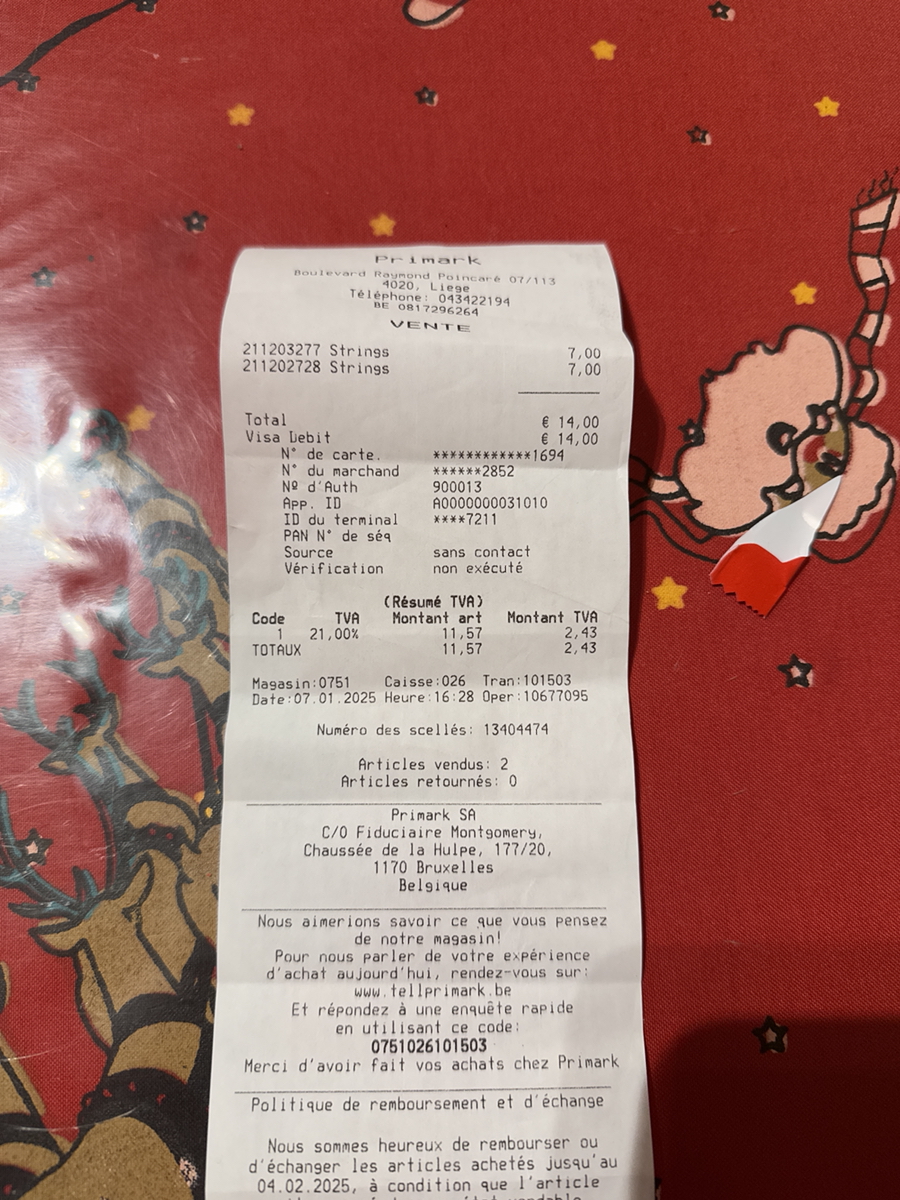 Primark
Boulevard Raymond Poincaré 07/113
4020, Liege
Téléphone: 043422194
BE 0817296264
VENTE
211203277 Strings 7,00
211202728 Strings 7,00
Total € 14,00
Visa Debit € 14,00
N° de carte. ************1694
N° du marchand ******2852
Nº d'Auth 900013
App. ID A0000000031010
ID du terminal ****7211
PAN N° de séq
Source sans contact
Vérification non exécuté
(Résumé TVA)
Code TVA Montant art Montant TVA
1 21,00% 11,57 2,43
TOTAUX 11,57 2,43
Magasin:0751 Caisse:026 Tran:101503
Date:07.01.2025 Heure:16:28 Oper:10677095
Numéro des scellés: 13404474
Articles vendus: 2
Articles retournés: 0
Primark SA
C/O Fiduciaire Montgomery,
Chaussée de la Hulpe, 177/20,
1170 Bruxelles
Belgique
Nous aimerions savoir ce que vous pensez
de notre magasin!
Pour nous parler de votre expérience
d'achat aujourd'hui, rendez-vous sur:
www.tellprimark.be
Et répondez à une enquête rapide
en utilisant ce code:
0751026101503
Merci d'avoir fait vos achats chez Primark
Politique de remboursement et d'échange
Nous sommes heureux de rembourser ou
d'échanger les articles achetés jusqu'au
04.02.2025, à condition que l'article